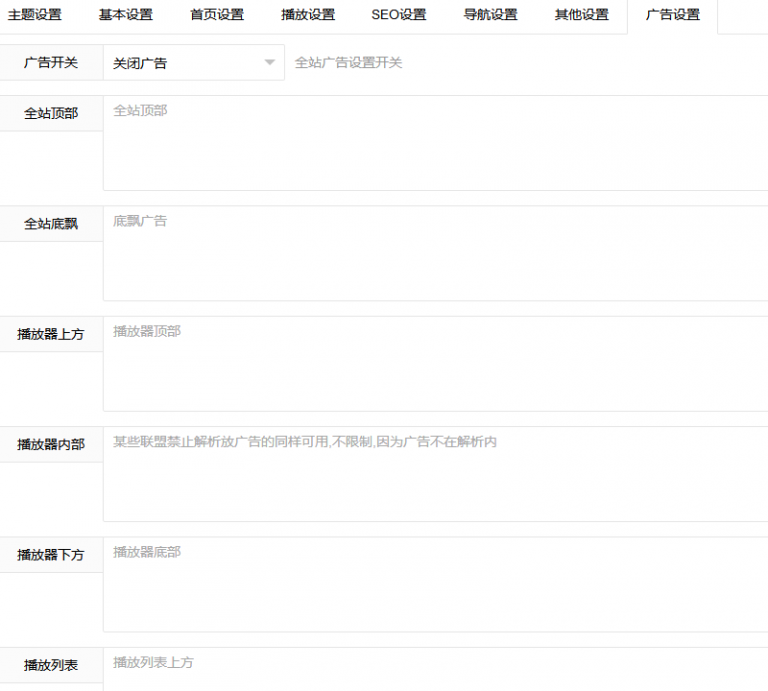 主题设置 基本设置 首页设置 播放设置 SEO设置 导航设置 其他设置 广告设置
广告开关 关闭广告 全站广告设置开关
全站顶部 全站顶部
全站底飘 底飘广告
播放器上方 播放器顶部
播放器内部 某些联盟禁止解析放广告的同样可用,不限制,因为广告不在解析内
播放器下方 播放器底部
播放列表 播放列表上方